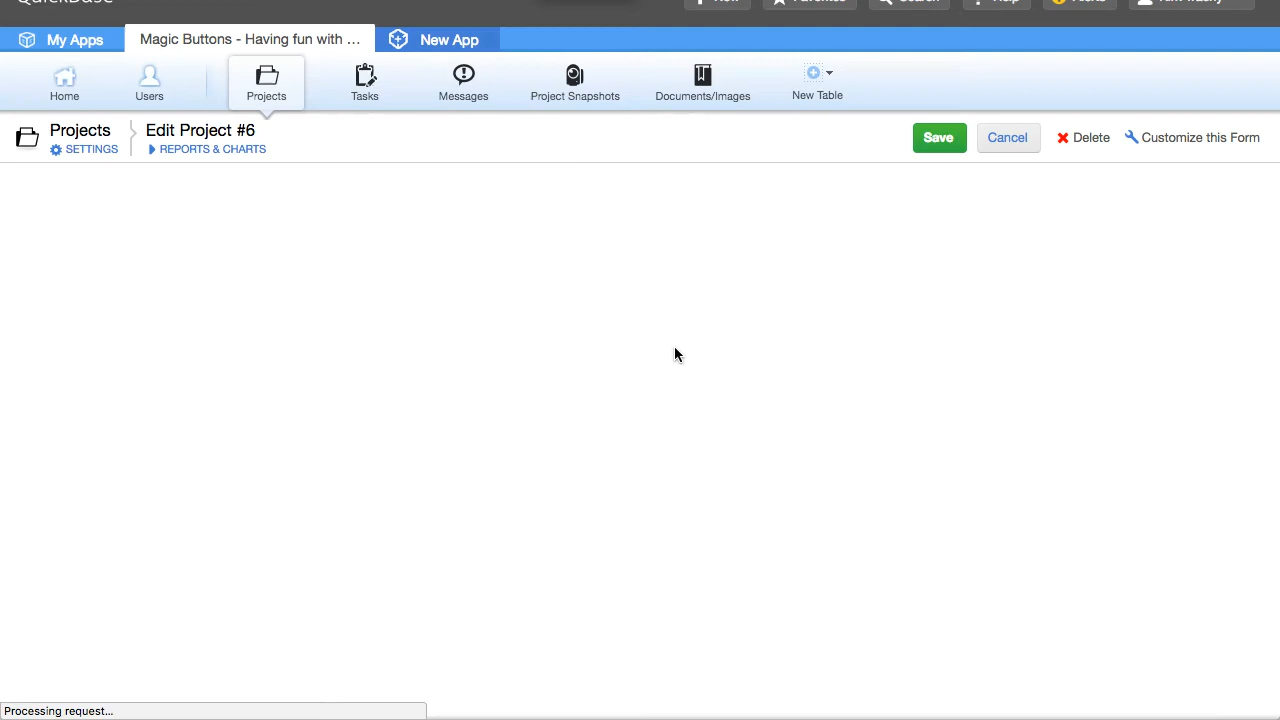 QuickBase
My Apps
Magic Buttons - Having fun with ...
New App
Home
Users
Projects
Tasks
Messages
Project Snapshots
Documents/Images
New Table
Projects
Edit Project #6
SETTINGS
REPORTS & CHARTS
Save
Cancel
Delete
Customize this Form
Processing request...